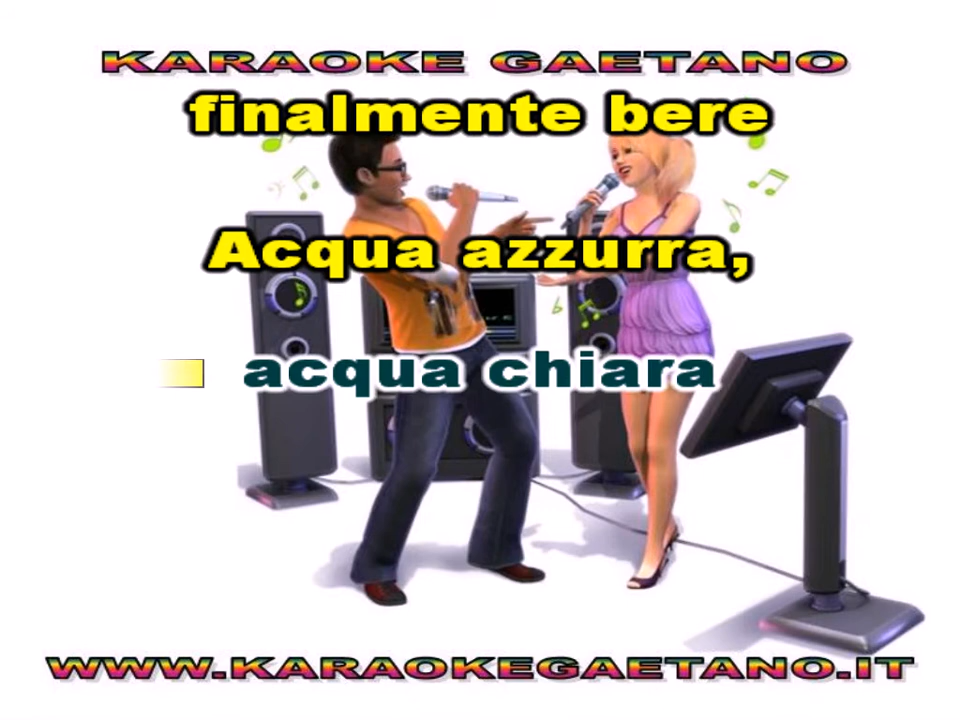 KARAOKE GAETANO
finalmente bere
Acqua azzurra,
acqua chiara
WWW.KARAOKEGAETANO.IT